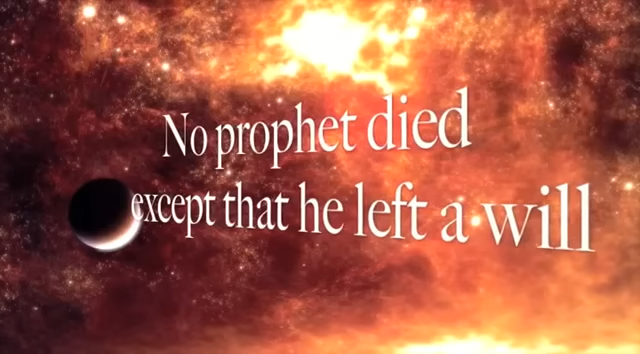 No prophet died
except that he left a will